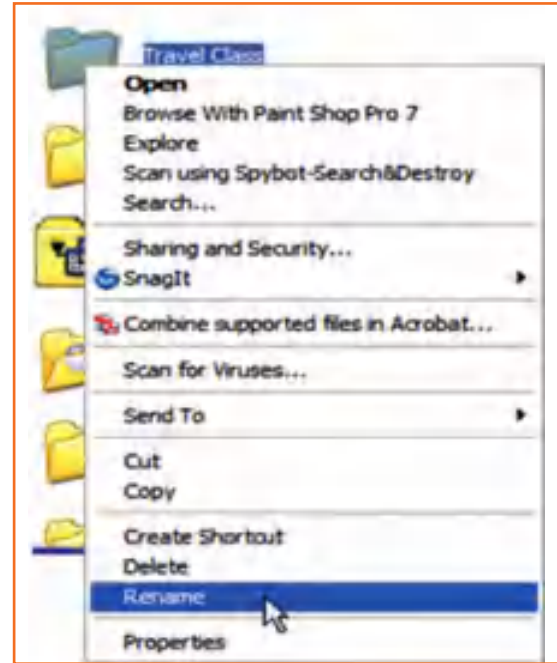 Travel Class
Open
Browse With Paint Shop Pro 7
Explore
Scan using Spybot-Search&Destroy
Search...
Sharing and Security...
SnagIt
Combine supported files in Acrobat...
Scan for Viruses...
Send To
Cut
Copy
Create Shortcut
Delete
Rename
Properties